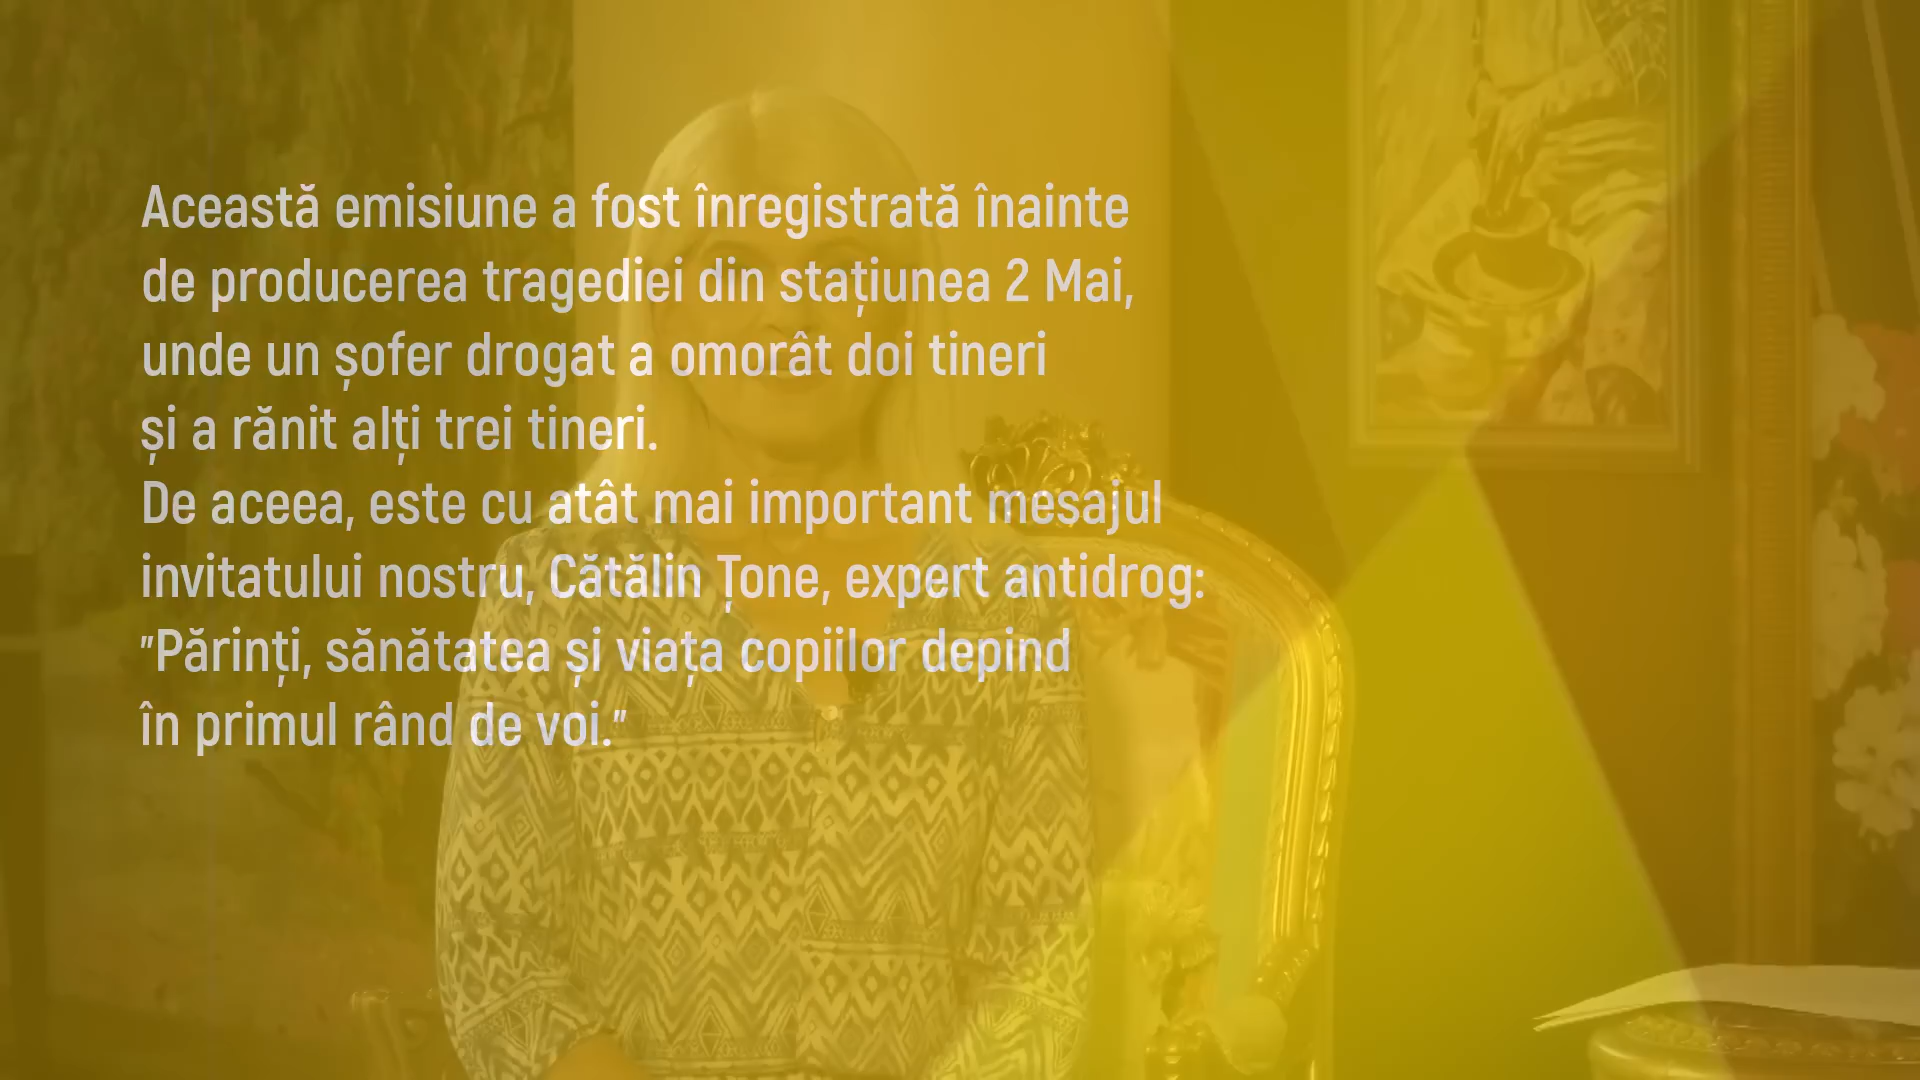 Această emisiune a fost înregistrată înainte
de producerea tragediei din stațiunea 2 Mai,
unde un șofer drogat a omorât doi tineri
și a rănit alți trei tineri.
De aceea, este cu atât mai important mesajul
invitatului nostru, Cătălin Țone, expert antidrog:
"Părinți, sănătatea și viața copiilor depind
în primul rând de voi."